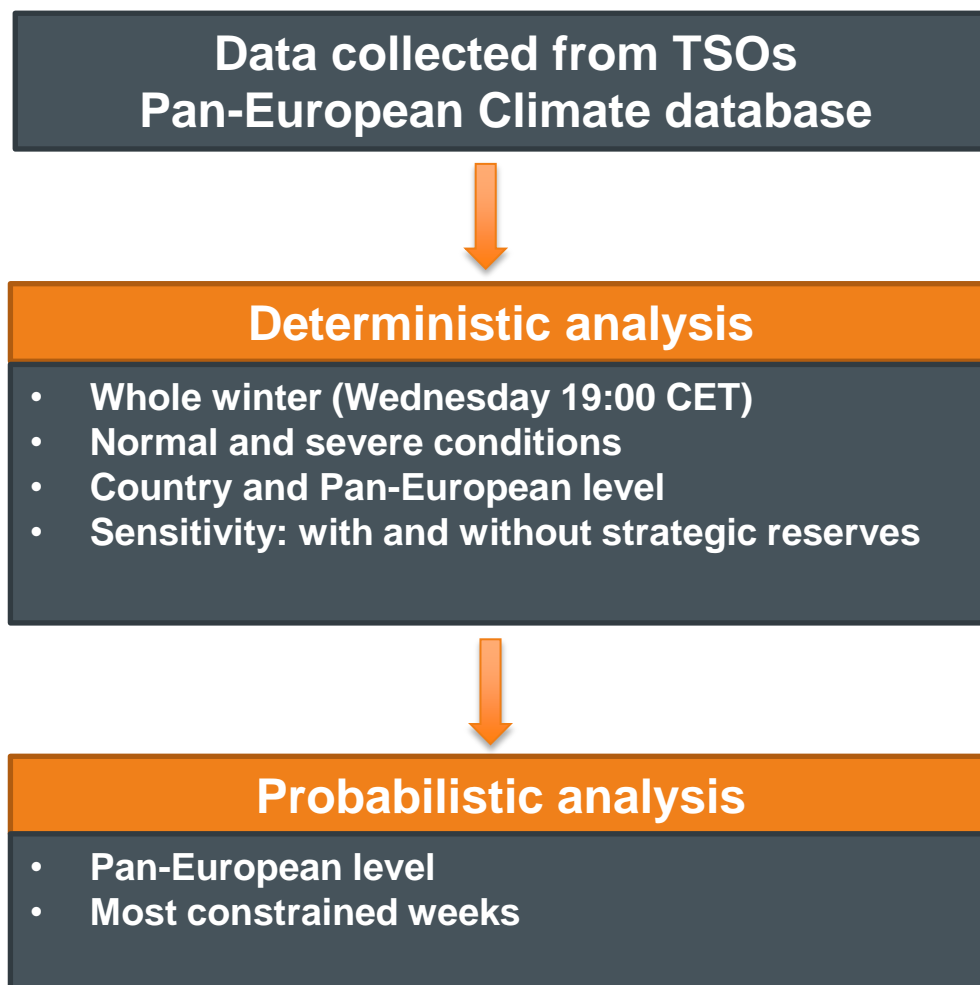 Data collected from TSOs
Pan-European Climate database
Deterministic analysis
• Whole winter (Wednesday 19:00 CET)
• Normal and severe conditions
• Country and Pan-European level
• Sensitivity: with and without strategic reserves
Probabilistic analysis
• Pan-European level
• Most constrained weeks